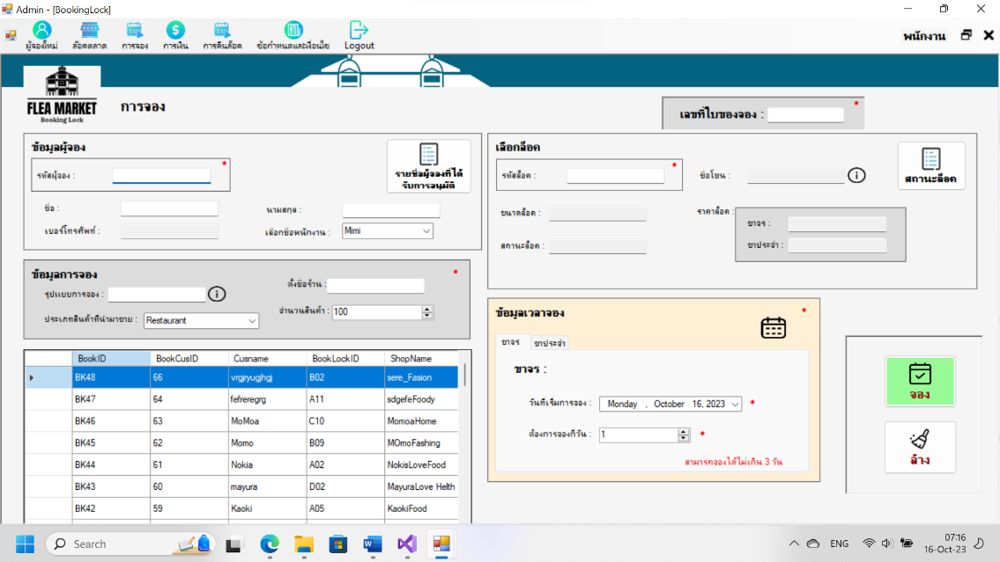 Admin - [BookingLock]
ผู้จองใหม่ ล๊อคตลาด การจอง การเงิน การคืนล็อค ข้อกำหนดและเงื่อนไข Logout พนักงาน
FLEA MARKET
Booking Lock
การจอง
เลขที่ใบของจอง : *
ข้อมูลผู้จอง
รหัสผู้จอง : *
รายชื่อผู้จองที่ได้
รับการอนุมัติ
ชื่อ :
นามสกุล :
เบอร์โทรศัพท์ :
เลือกชื่อพนักงาน : Mimi
เลือกล็อค
รหัสล็อค : *
ชื่อโซน :
สถานะล็อค
ขนาดล็อค :
ราคาล็อค :
ขาจร :
สถานะล็อค :
ขาประจำ :
ข้อมูลการจอง *
รูปแบบการจอง :
ตั้งชื่อร้าน :
ประเภทสินค้าที่นำมาขาย : Restaurant
จำนวนสินค้า : 100
ข้อมูลเวลาจอง *
ขาจร ขาประจำ
ขาจร :
วันที่เริ่มการจอง : Monday , October 16, 2023 *
ต้องการจองกี่วัน : 1 *
สามารถจองได้ไม่เกิน 3 วัน
จอง
ล้าง
BookID BookCusID Cusname BookLockID ShopName
BK48 66 vrgjryugjhgj B02 sere_Fasion
BK47 64 fefreregrg A11 sdgefeFoody
BK46 63 MoMoa C10 MomoaHome
BK45 62 Momo B09 MOmoFashing
BK44 61 Nokia A02 NokisLoveFood
BK43 60 mayura D02 MayuraLove Helth
BK42 59 Kaoki A05 KaokiFood
Search
ENG
07:16
16-Oct-23